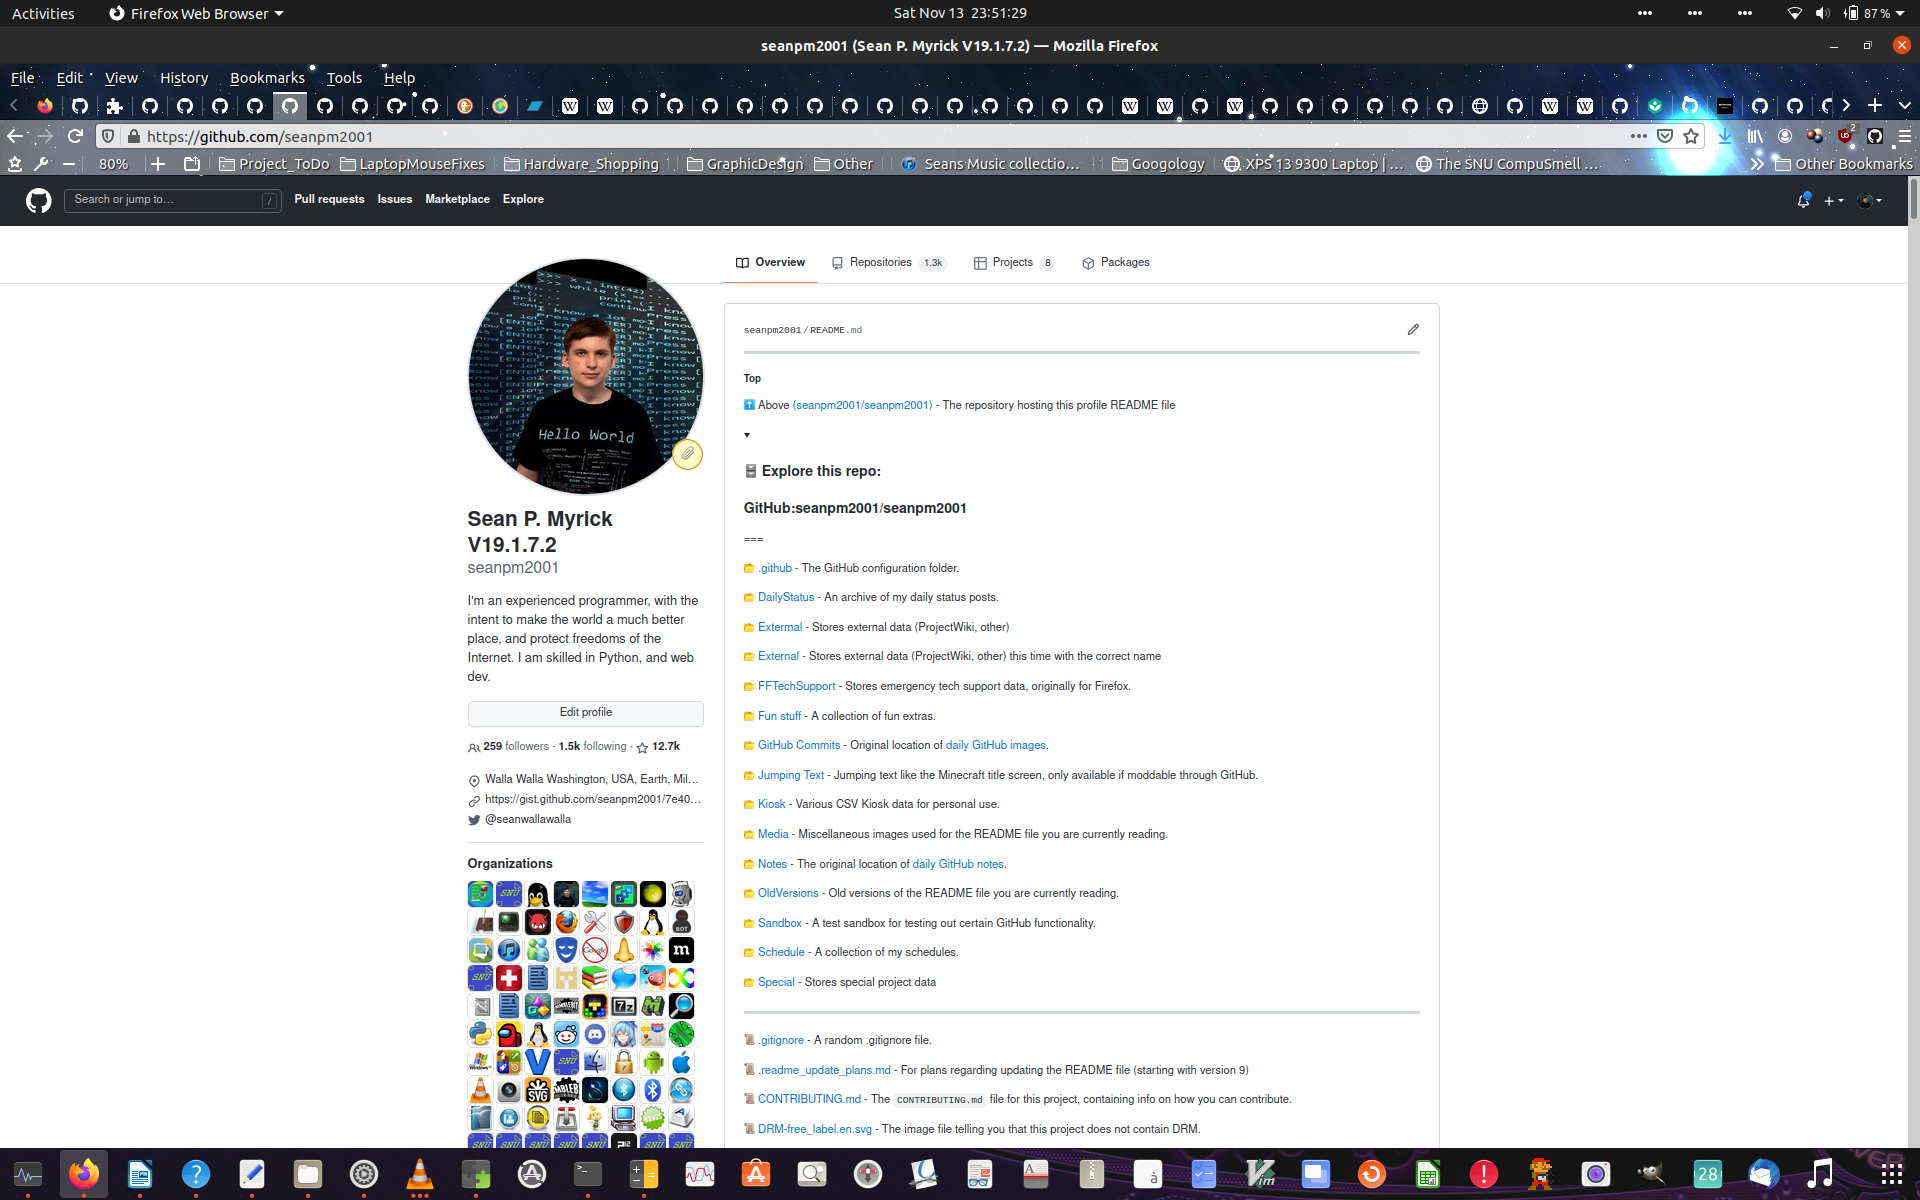 Activities
Firefox Web Browser
Sat Nov 13  23:51:29
87 %
seanpm2001 (Sean P. Myrick V19.1.7.2) — Mozilla Firefox
File Edit View History Bookmarks Tools Help
https://github.com/seanpm2001
2
80%
Project_ToDo
LaptopMouseFixes
Hardware_Shopping
GraphicDesign
Other
Seans Music collectio…
Googology
XPS 13 9300 Laptop | …
The SNU CompuSmell …
Other Bookmarks
Search or jump to…
/
Pull requests
Issues
Marketplace
Explore
Overview
Repositories 1.3k
Projects 8
Packages
Hello World
Sean P. Myrick
V19.1.7.2
seanpm2001
I'm an experienced programmer, with the
intent to make the world a much better
place, and protect freedoms of the
Internet. I am skilled in Python, and web
dev.
Edit profile
259 followers · 1.5k following · 12.7k
Walla Walla Washington, USA, Earth, Mil…
https://gist.github.com/seanpm2001/7e40…
@seanwallawalla
Organizations
seanpm2001/README.md
Top
Above (seanpm2001/seanpm2001) - The repository hosting this profile README file
Explore this repo:
GitHub:seanpm2001/seanpm2001
===
.github - The GitHub configuration folder.
DailyStatus - An archive of my daily status posts.
Extermal - Stores external data (ProjectWiki, other)
External - Stores external data (ProjectWiki, other) this time with the correct name
FFTechSupport - Stores emergency tech support data, originally for Firefox.
Fun stuff - A collection of fun extras.
GitHub Commits - Original location of daily GitHub images.
Jumping Text - Jumping text like the Minecraft title screen, only available if moddable through GitHub.
Kiosk - Various CSV Kiosk data for personal use.
Media - Miscellaneous images used for the README file you are currently reading.
Notes - The original location of daily GitHub notes.
OldVersions - Old versions of the README file you are currently reading.
Sandbox - A test sandbox for testing out certain GitHub functionality.
Schedule - A collection of my schedules.
Special - Stores special project data
.gitignore - A random .gitignore file.
.readme_update_plans.md - For plans regarding updating the README file (starting with version 9)
CONTRIBUTING.md - The CONTRIBUTING.md file for this project, containing info on how you can contribute.
DRM-free_label.en.svg - The image file telling you that this project does not contain DRM.
28